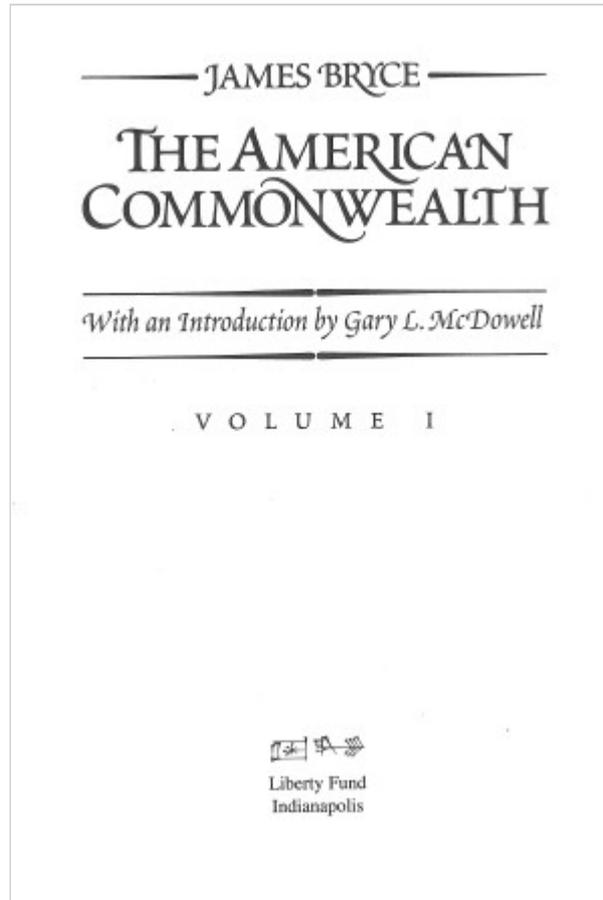 JAMES BRYCE
THE AMERICAN
COMMONWEALTH
With an Introduction by Gary L. McDowell
VOLUME I
Liberty Fund
Indianapolis